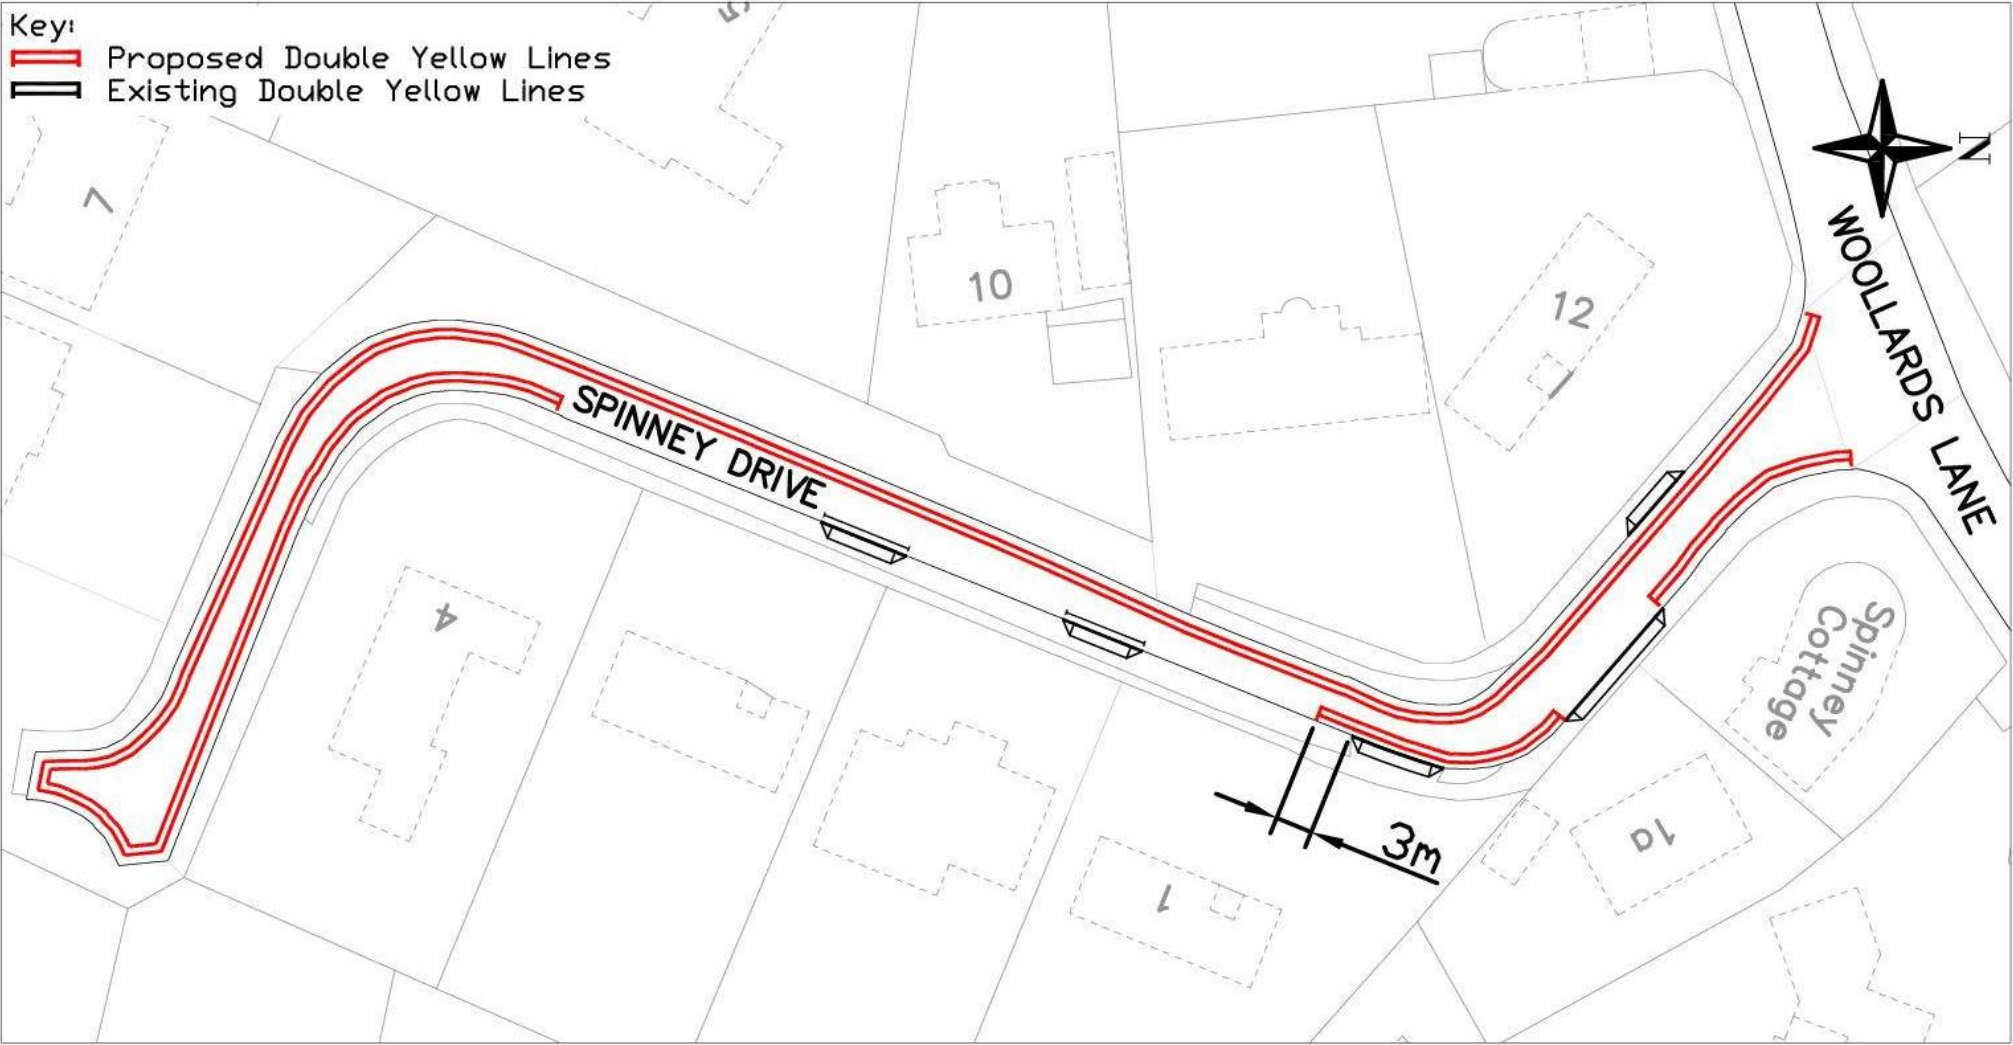 Key:
Proposed Double Yellow Lines
Existing Double Yellow Lines
5
7
N
10
12
WOOLLARDS LANE
SPINNEY DRIVE
4
Spinney
Cottage
1a
3m
1